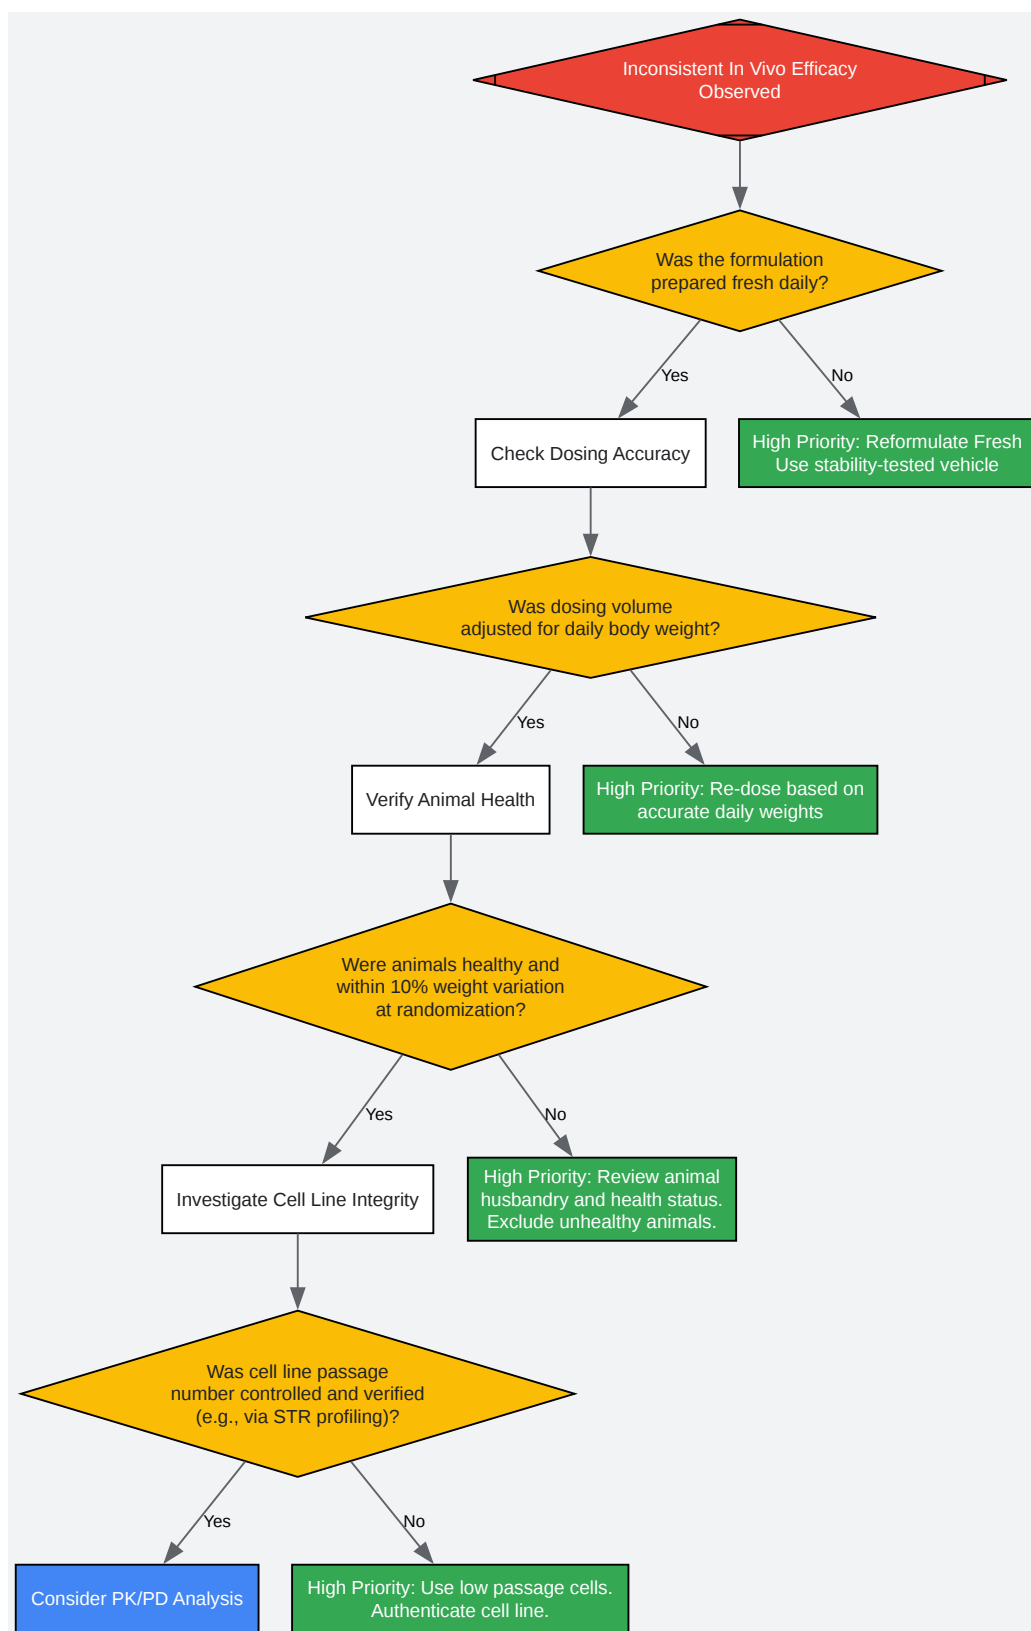 Inconsistent In Vivo Efficacy
Observed
Was the formulation
prepared fresh daily?
Yes
No
Check Dosing Accuracy
High Priority: Reformulate Fresh
Use stability-tested vehicle
Was dosing volume
adjusted for daily body weight?
Yes
No
Verify Animal Health
High Priority: Re-dose based on
accurate daily weights
Were animals healthy and
within 10% weight variation
at randomization?
Yes
No
Investigate Cell Line Integrity
High Priority: Review animal
husbandry and health status.
Exclude unhealthy animals.
Was cell line passage
number controlled and verified
(e.g., via STR profiling)?
Yes
No
Consider PK/PD Analysis
High Priority: Use low passage cells.
Authenticate cell line.